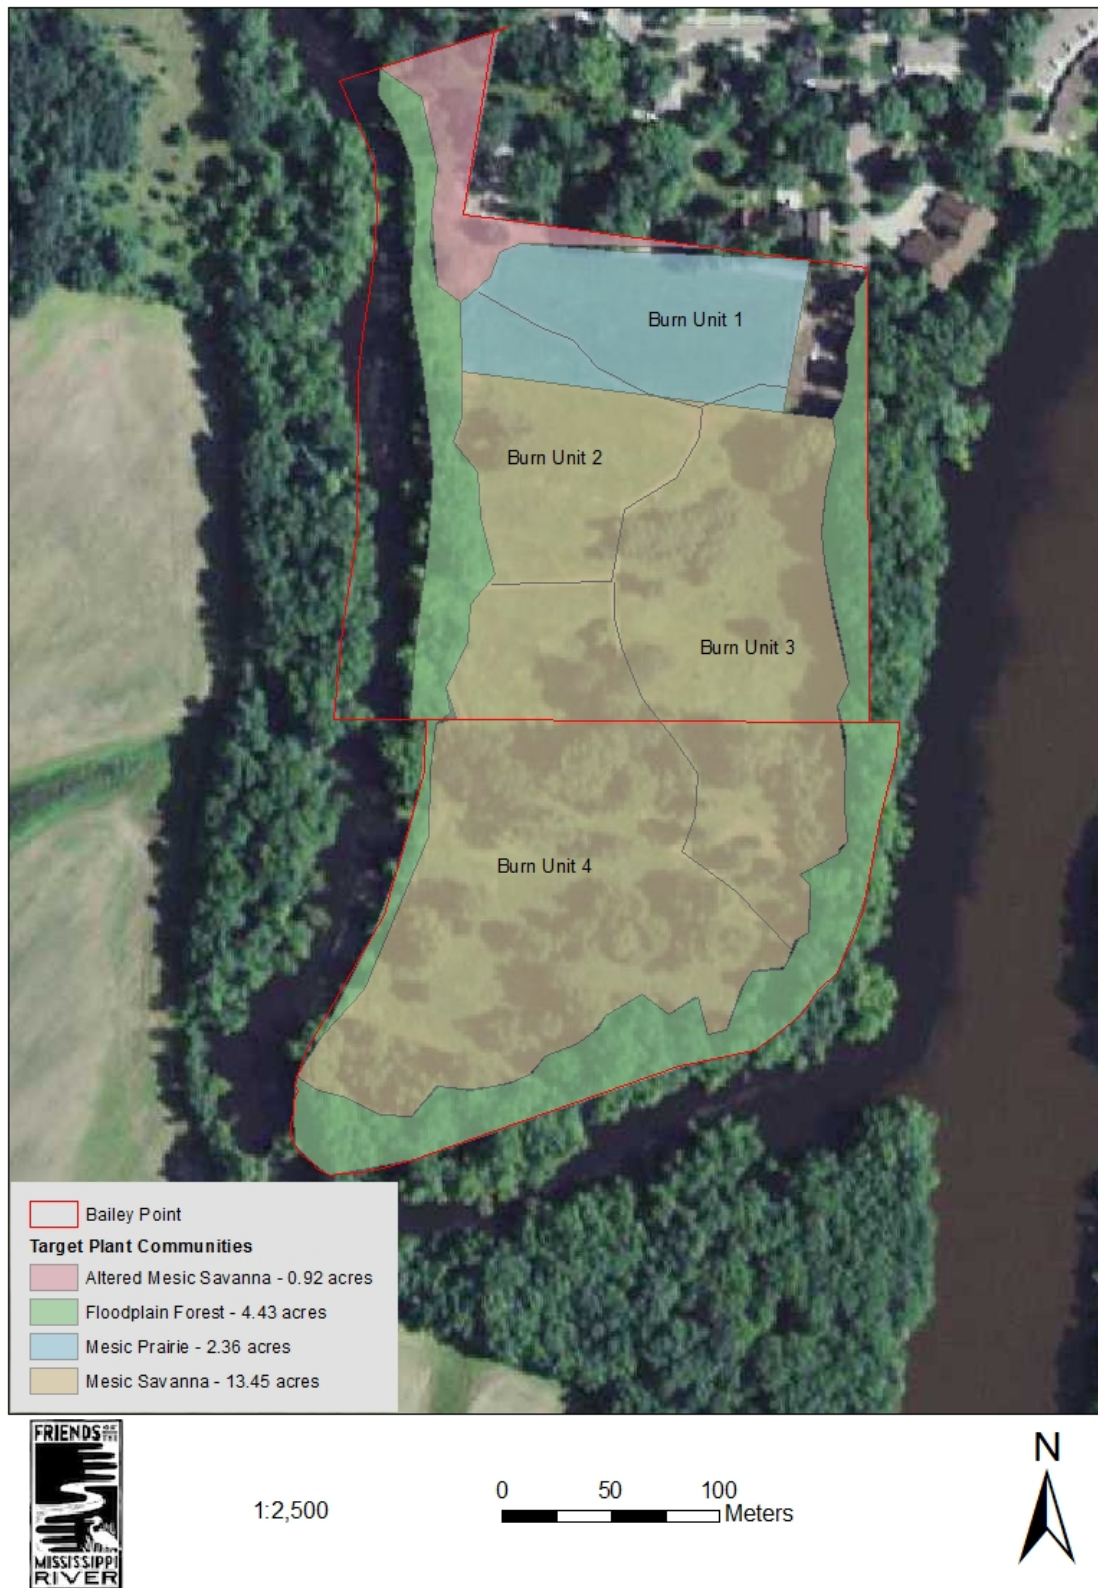 Burn Unit 1
Burn Unit 2
Burn Unit 3
Burn Unit 4
Bailey Point
Target Plant Communities
Altered Mesic Savanna - 0.92 acres
Floodplain Forest - 4.43 acres
Mesic Prairie - 2.36 acres
Mesic Savanna - 13.45 acres
FRIENDS OF THE
MISSISSIPPI
RIVER
1:2,500
0 50 100
Meters
N